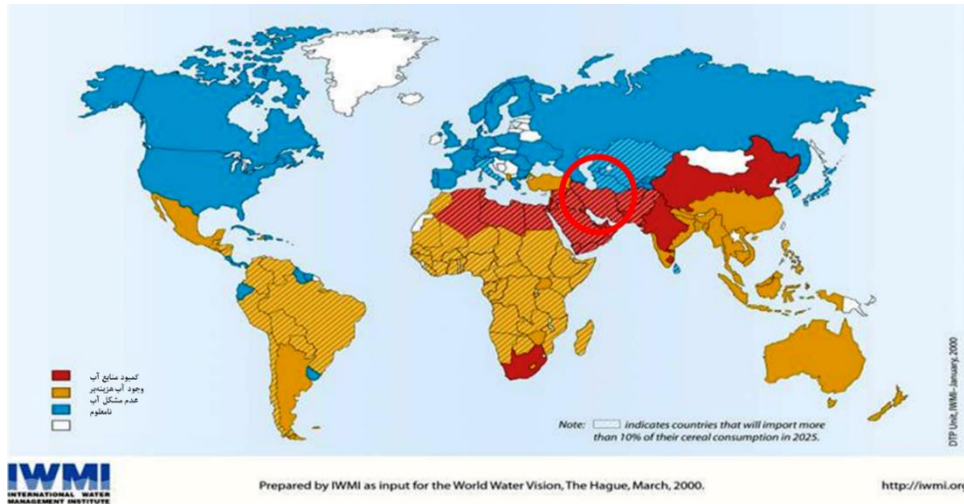 کمبود منابع آب
وجود آب هزینه‌بر
عدم مشکل آب
نامعلوم
Note: indicates countries that will import more
than 10% of their cereal consumption in 2025.
DTP Unit, IWMI-January, 2000
IWMI
INTERNATIONAL WATER
MANAGEMENT INSTITUTE
Prepared by IWMI as input for the World Water Vision, The Hague, March, 2000.
http://iwmi.org